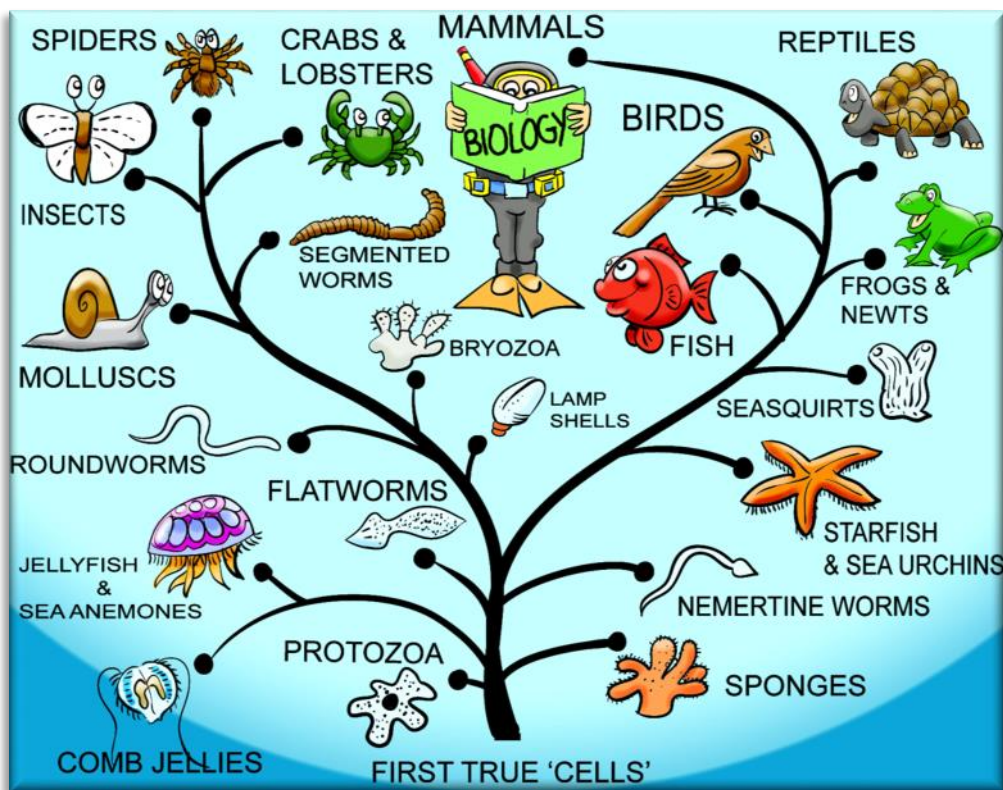 MAMMALS
SPIDERS
CRABS &
LOBSTERS
REPTILES
BIOLOGY
BIRDS
INSECTS
SEGMENTED
WORMS
FROGS &
NEWTS
BRYOZOA
FISH
MOLLUSCS
LAMP
SHELLS
SEASQUIRTS
ROUNDWORMS
FLATWORMS
STARFISH
& SEA URCHINS
JELLYFISH
&
SEA ANEMONES
NEMERTINE WORMS
PROTOZOA
SPONGES
COMB JELLIES
FIRST TRUE 'CELLS'